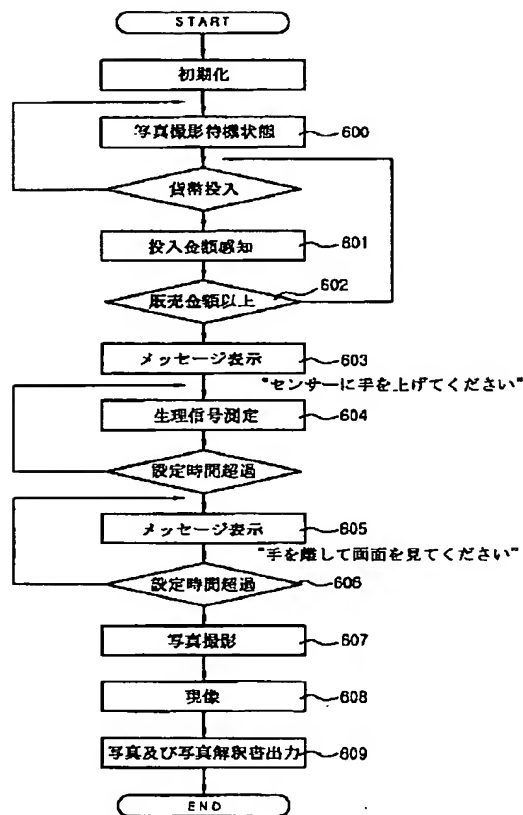 START
初期化
写真撮影待機状態
600
貨幣投入
投入金額感知
601
602
販売金額以上
メッセージ表示
603
"センサーに手を上げてください"
生理信号測定
604
設定時間超過
メッセージ表示
605
"手を離して画面を見てください"
設定時間超過
606
写真撮影
607
現像
608
写真及び写真解釈書出力
609
END